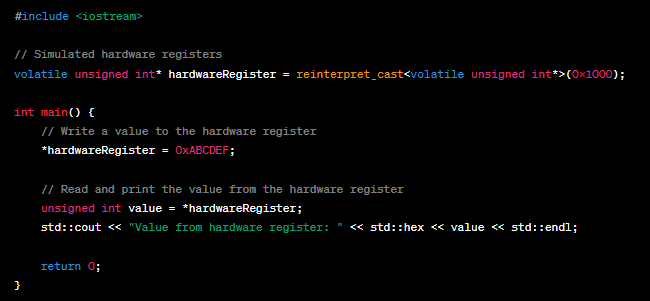 #include <iostream>
// Simulated hardware registers
volatile unsigned int* hardwareRegister = reinterpret_cast<volatile unsigned int*>(0x1000);
int main() {
// Write a value to the hardware register
*hardwareRegister = 0xABCDEF;
// Read and print the value from the hardware register
unsigned int value = *hardwareRegister;
std::cout << "Value from hardware register: " << std::hex << value << std::endl;
return 0;
}